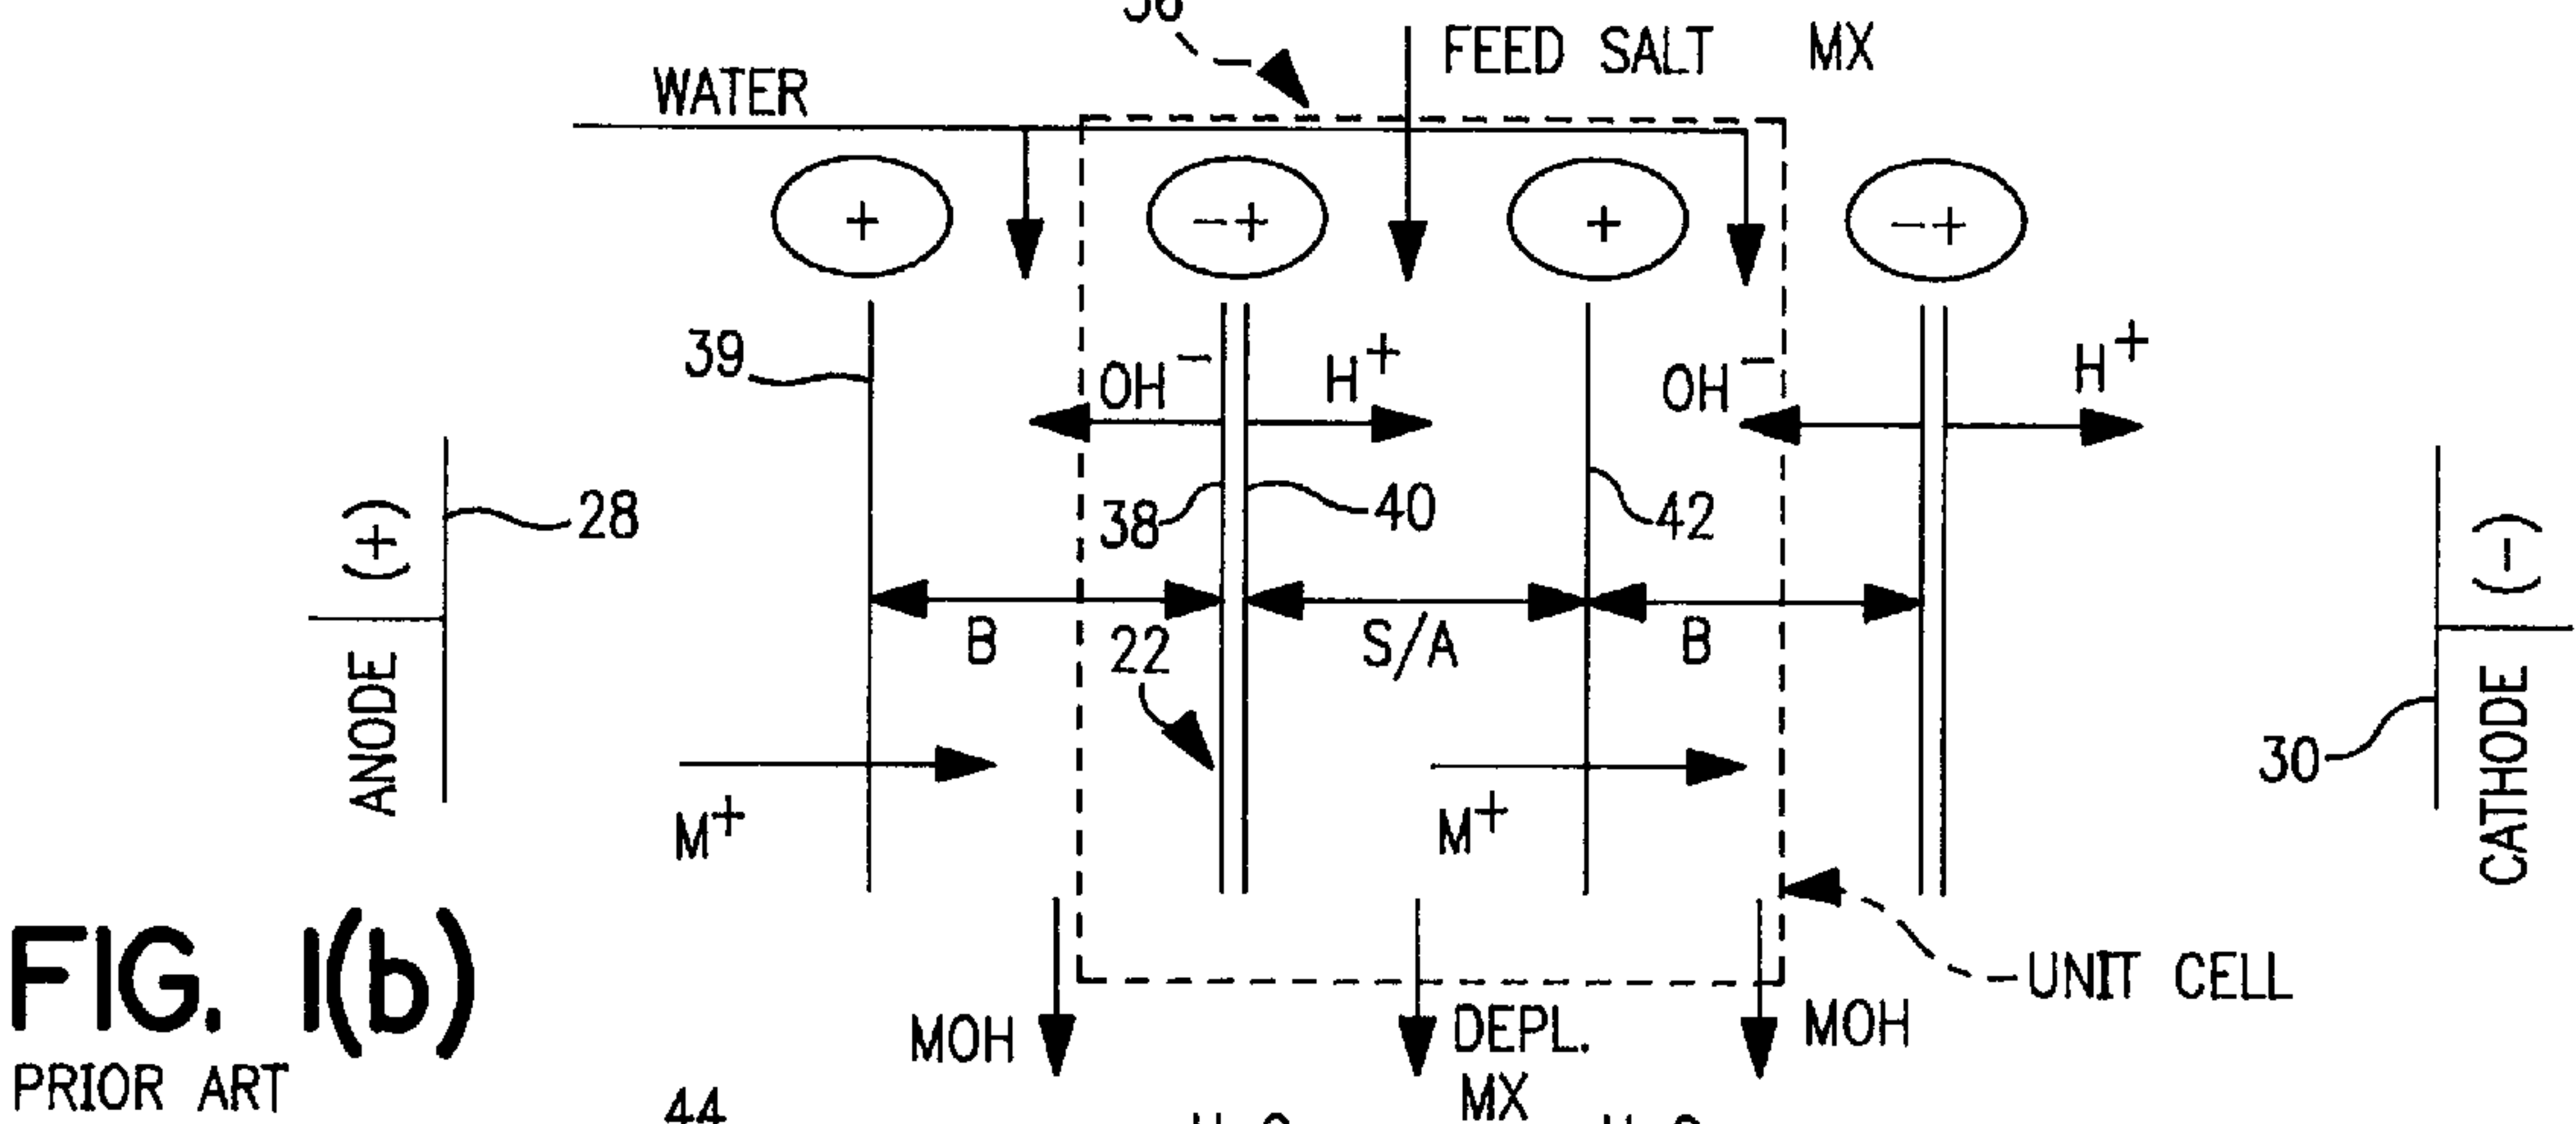 FEED SALT MX
WATER
+
-+
+
-+
39
OH⁻
H⁺
OH⁻
H⁺
ANODE (+)
28
38
40
42
CATHODE (-)
30
B
22
S/A
B
M⁺
M⁺
UNIT CELL
MOH
DEPL.
MX
MOH
FIG. 1(b)
PRIOR ART